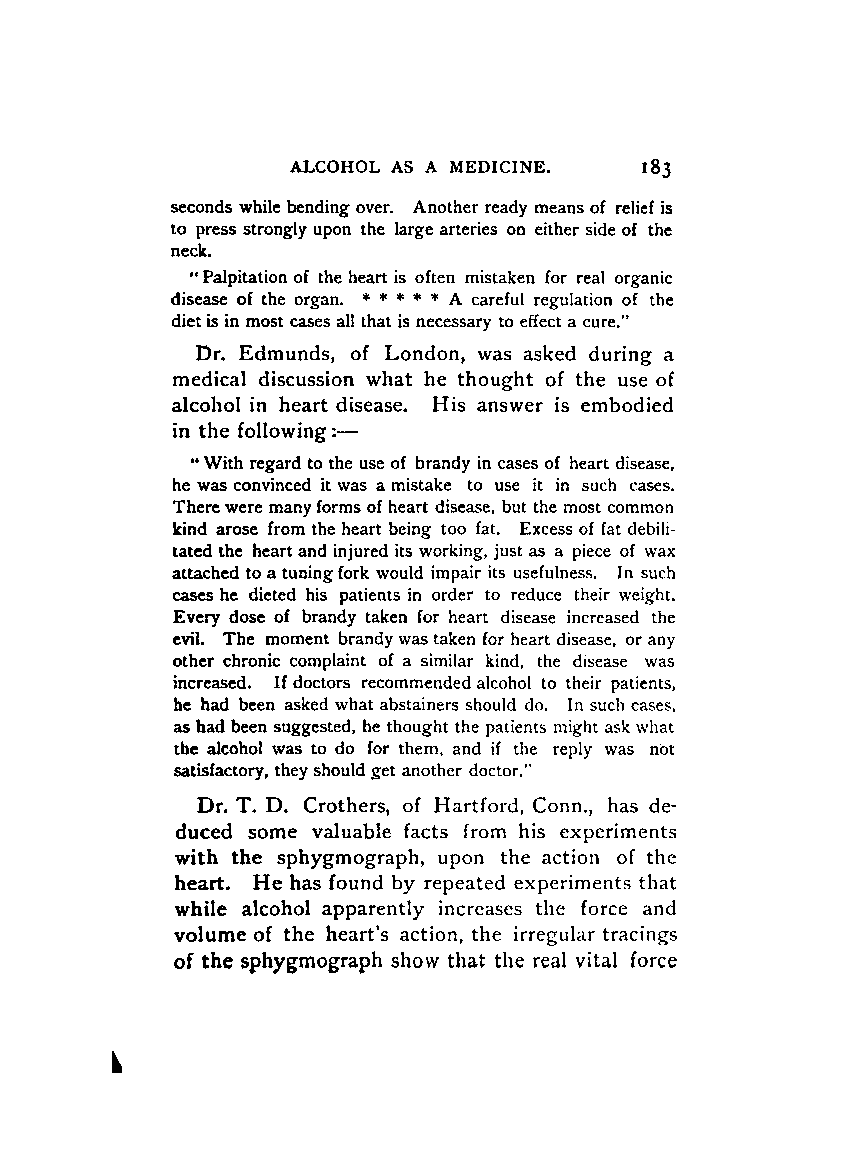 ALCOHOL AS A MEDICINE. 183
seconds while bending over. Another ready means of relief is
to press strongly upon the large arteries on either side of the
neck.
"Palpitation of the heart is often mistaken for real organic
disease of the organ. * * * * * A careful regulation of the
diet is in most cases all that is necessary to effect a cure."
Dr. Edmunds, of London, was asked during a
medical discussion what he thought of the use of
alcohol in heart disease. His answer is embodied
in the following :—
"With regard to the use of brandy in cases of heart disease,
he was convinced it was a mistake to use it in such cases.
There were many forms of heart disease, but the most common
kind arose from the heart being too fat. Excess of fat debili-
tated the heart and injured its working, just as a piece of wax
attached to a tuning fork would impair its usefulness. In such
cases he dieted his patients in order to reduce their weight.
Every dose of brandy taken for heart disease increased the
evil. The moment brandy was taken for heart disease, or any
other chronic complaint of a similar kind, the disease was
increased. If doctors recommended alcohol to their patients,
he had been asked what abstainers should do. In such cases,
as had been suggested, he thought the patients might ask what
the alcohol was to do for them, and if the reply was not
satisfactory, they should get another doctor."
Dr. T. D. Crothers, of Hartford, Conn., has de-
duced some valuable facts from his experiments
with the sphygmograph, upon the action of the
heart. He has found by repeated experiments that
while alcohol apparently increases the force and
volume of the heart's action, the irregular tracings
of the sphygmograph show that the real vital force